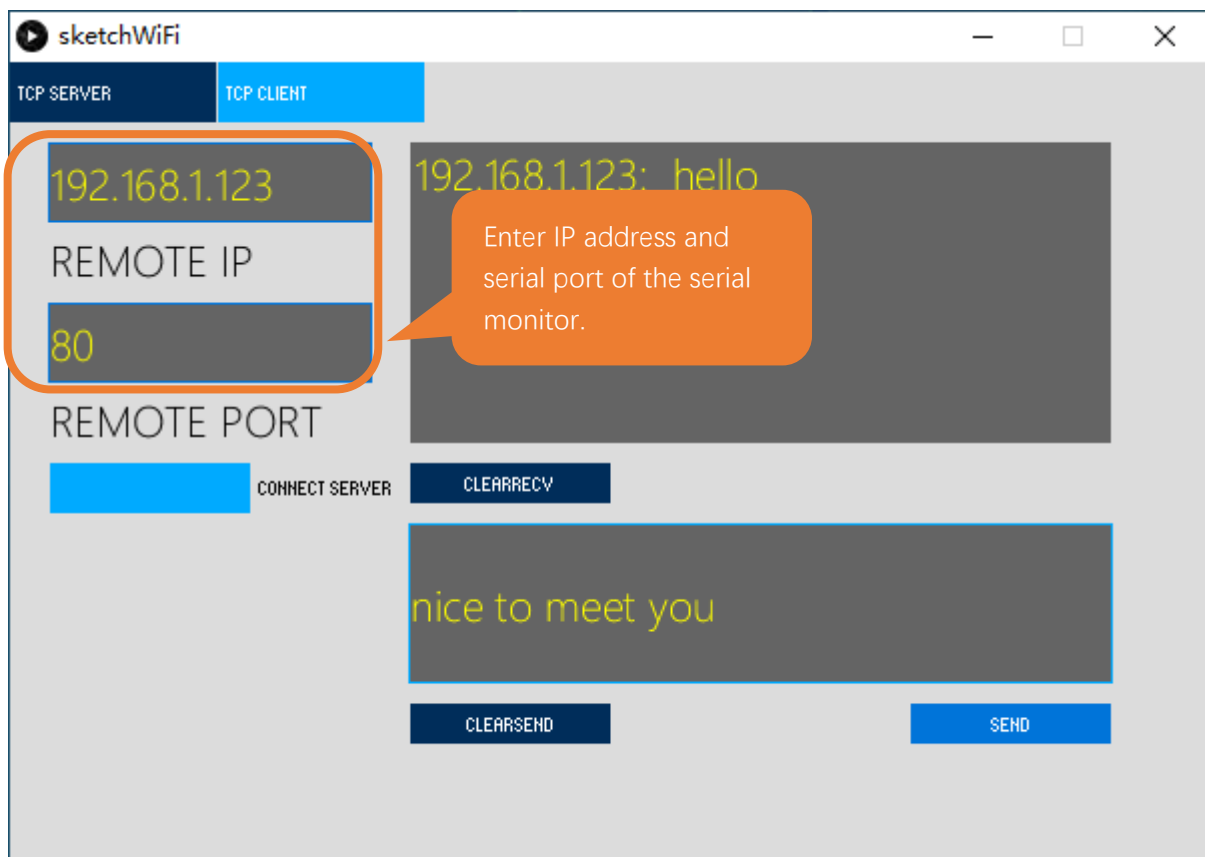 sketchWiFi
TCP SERVER
TCP CLIENT
192.168.1.123
REMOTE IP
80
REMOTE PORT
CONNECT SERVER
192.168.1.123: hello
Enter IP address and
serial port of the serial
monitor.
CLEARRECV
nice to meet you
CLEARSEND
SEND